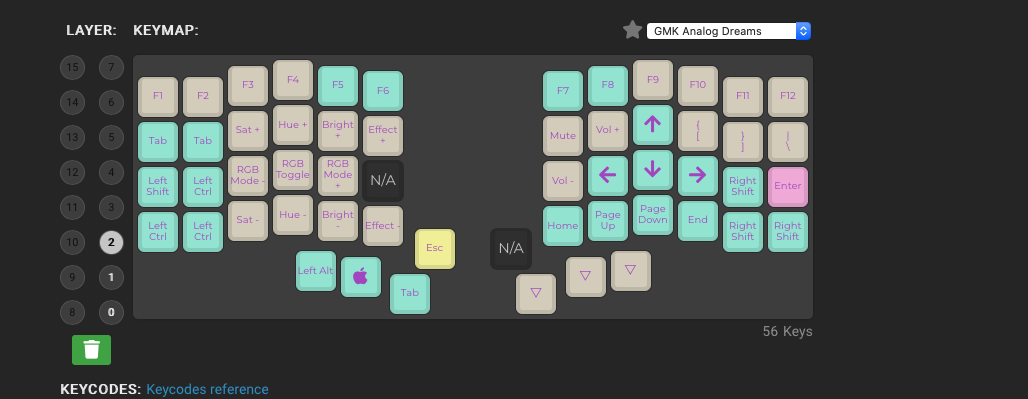 LAYER: KEYMAP: GMK Analog Dreams
15 7
14 6
13 5
12 4
11 3
10 2
9 1
8 0
F1 F2 F3 F4 F5 F6 F7 F8 F9 F10 F11 F12
Tab Tab Sat + Hue + Bright + Effect + Mute Vol + { [ } ] | \
Left Shift Left Ctrl RGB Mode - RGB Toggle RGB Mode + N/A Vol - Right Shift Enter
Left Ctrl Left Ctrl Sat - Hue - Bright - Effect - Home Page Up Page Down End Right Shift Right Shift
Esc N/A
Left Alt Tab
56 Keys
KEYCODES: Keycodes reference